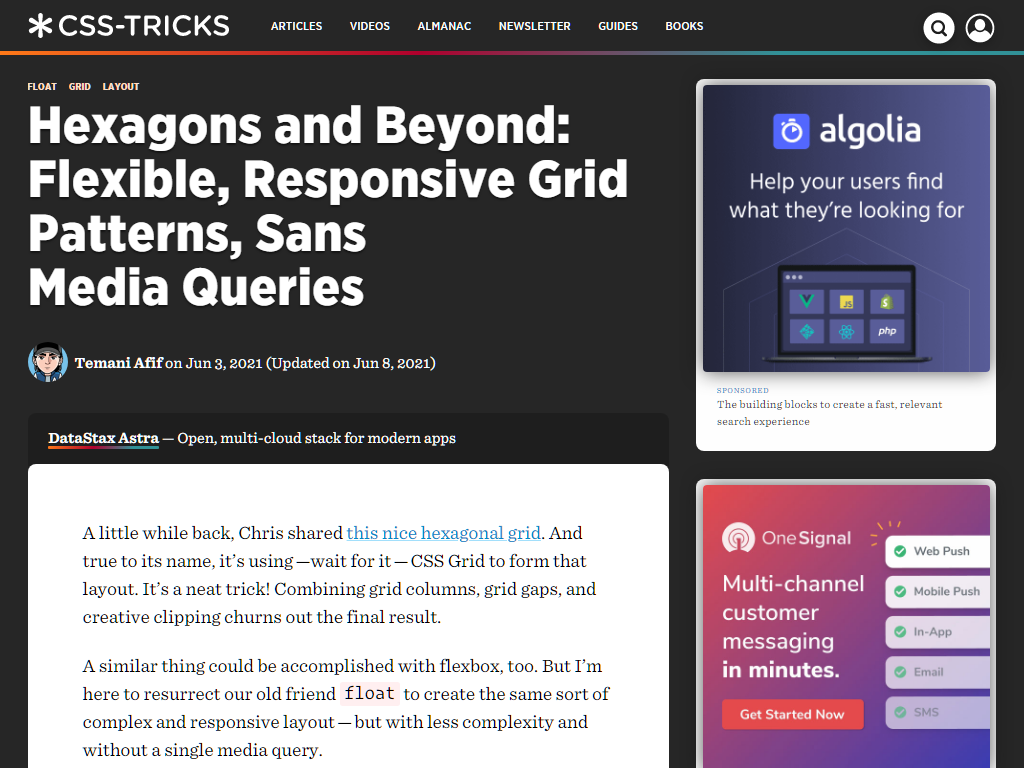 CSS-TRICKS
ARTICLES VIDEOS ALMANAC NEWSLETTER GUIDES BOOKS
FLOAT GRID LAYOUT
Hexagons and Beyond:
Flexible, Responsive Grid
Patterns, Sans
Media Queries
Temani Afif on Jun 3, 2021 (Updated on Jun 8, 2021)
DataStax Astra — Open, multi-cloud stack for modern apps
A little while back, Chris shared this nice hexagonal grid. And
true to its name, it’s using —wait for it — CSS Grid to form that
layout. It’s a neat trick! Combining grid columns, grid gaps, and
creative clipping churns out the final result.
A similar thing could be accomplished with flexbox, too. But I’m
here to resurrect our old friend float to create the same sort of
complex and responsive layout — but with less complexity and
without a single media query.
algolia
Help your users find
what they’re looking for
JS
php
SPONSORED
The building blocks to create a fast, relevant
search experience
OneSignal
Multi-channel
customer
messaging
in minutes.
Get Started Now
Web Push
Mobile Push
In-App
Email
SMS